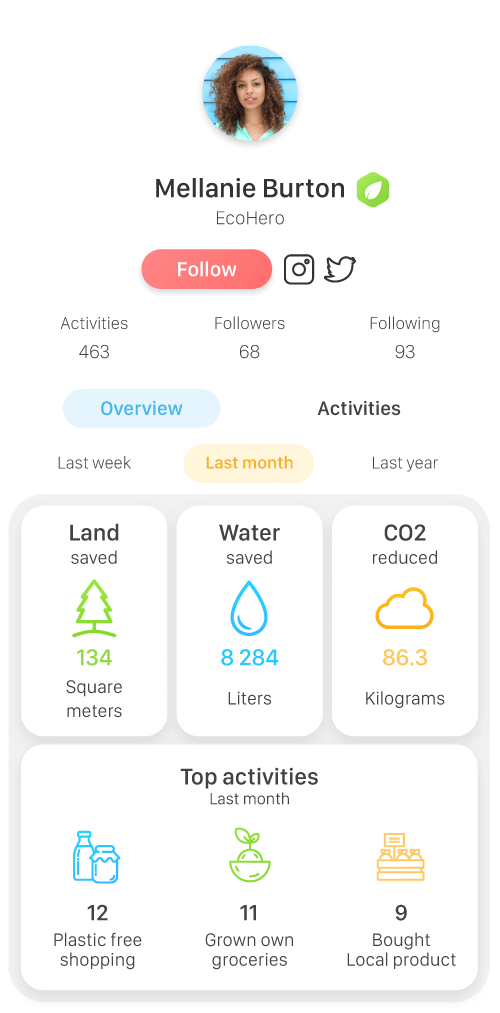 Mellanie Burton
EcoHero
Follow
Activities Followers Following
463 68 93
Overview Activities
Last week Last month Last year
Land Water CO2
saved saved reduced
134 8 284 86.3
Square
meters Liters Kilograms
Top activities
Last month
12 11 9
Plastic free Grown own Bought
shopping groceries Local product